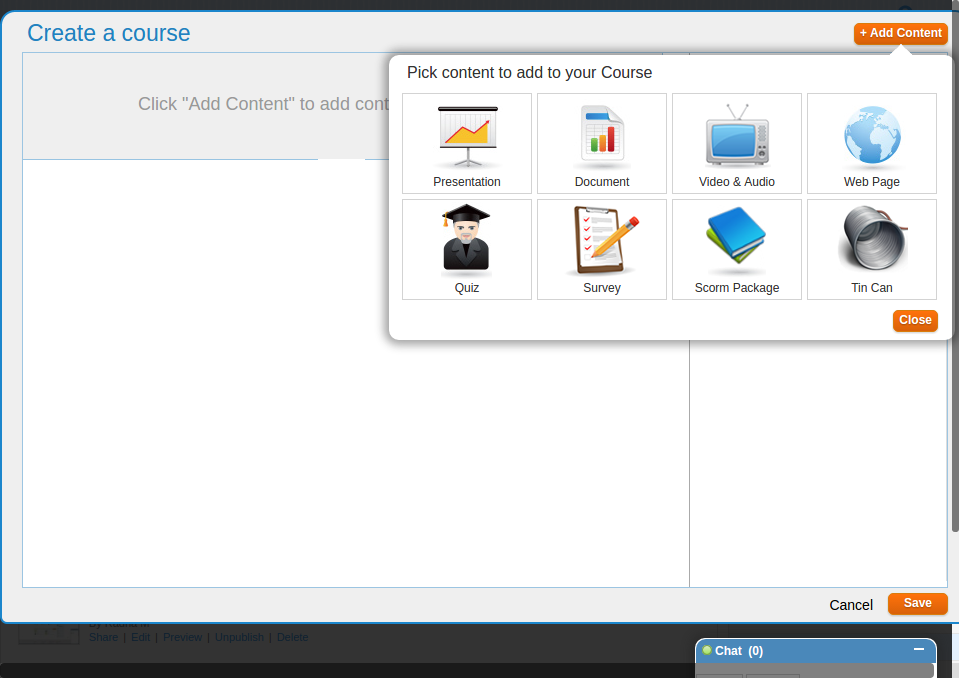 Create a course
+ Add Content
Click "Add Content" to add cont
Pick content to add to your Course
Presentation
Document
Video & Audio
Web Page
Quiz
Survey
Scorm Package
Tin Can
Close
Cancel
Save
Share | Edit | Preview | Unpublish | Delete
Chat (0)